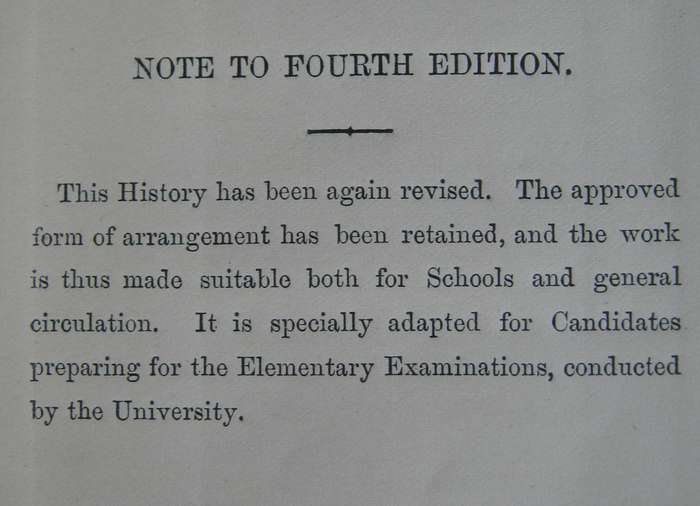 NOTE TO FOURTH EDITION.
This History has been again revised. The approved
form of arrangement has been retained, and the work
is thus made suitable both for Schools and general
circulation. It is specially adapted for Candidates
preparing for the Elementary Examinations, conducted
by the University.